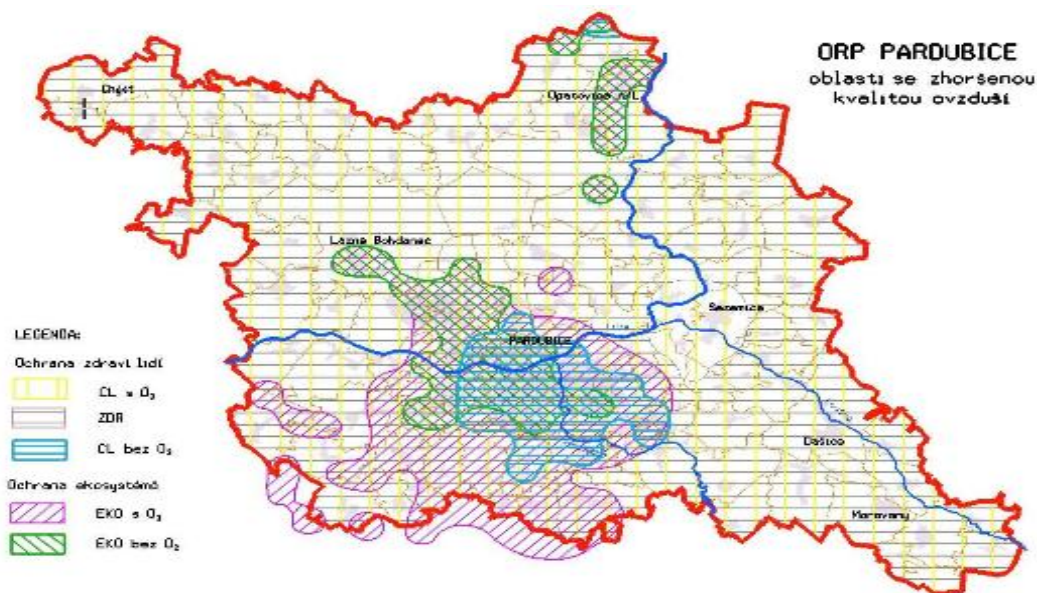 ORP PARDUBICE
oblasti se zhoršenou
kvalitou ovzduší
Opatovice n/L
Lázně Bohdaneč
Sezemice
PARDUBICE
Dašice
Moravany
LEGENDA:
Ochrana zdraví lidí
CL s O₃
CL bez O₃
Ochrana ekosystémů
EKO s O₃
EKO bez O₃